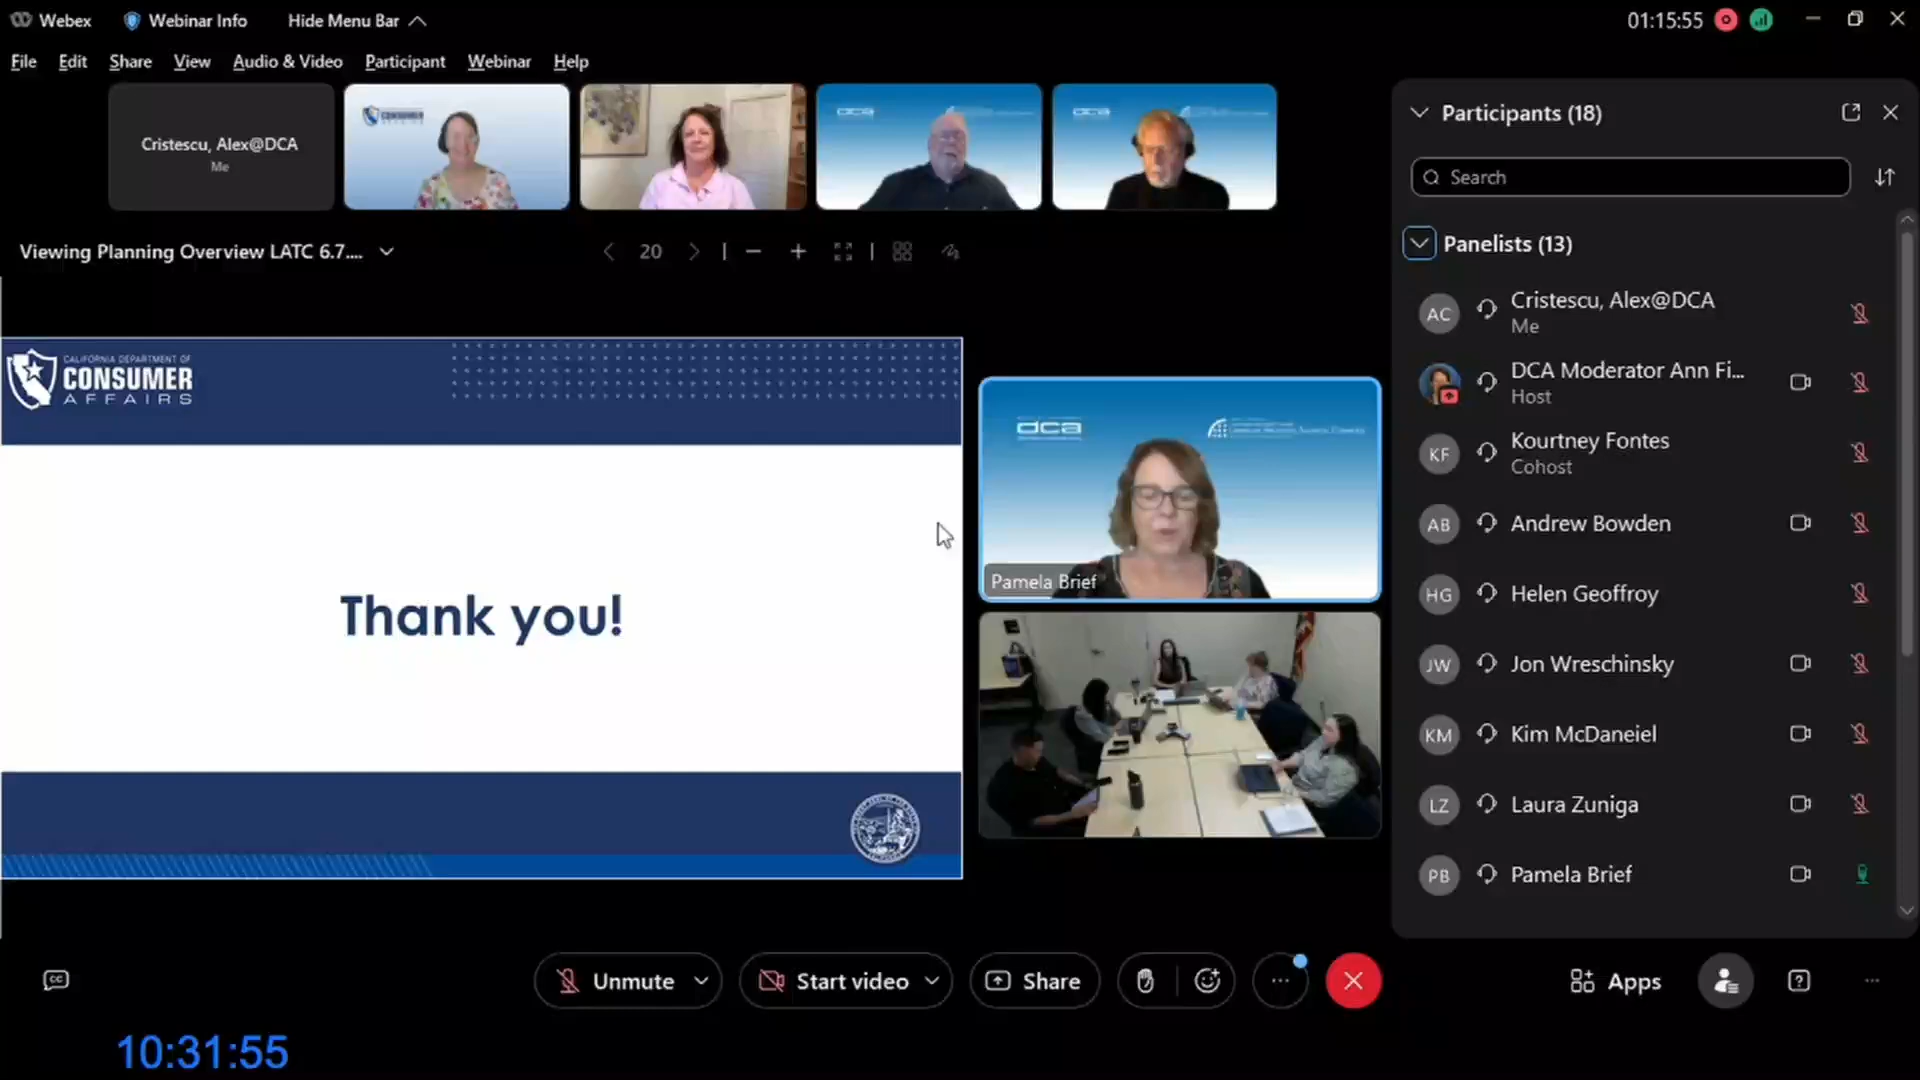 Webex
Webinar Info
Hide Menu Bar
01:15:55
File Edit Share View Audio & Video Participant Webinar Help
Cristescu, Alex@DCA
Me
CONSUMER
dca
dca
Viewing Planning Overview LATC 6.7....
20
CALIFORNIA DEPARTMENT OF
CONSUMER
AFFAIRS
Thank you!
dca
Pamela Brief
Participants (18)
Search
Panelists (13)
AC
Cristescu, Alex@DCA
Me
DCA Moderator Ann Fi...
Host
KF
Kourtney Fontes
Cohost
AB
Andrew Bowden
HG
Helen Geoffroy
JW
Jon Wreschinsky
KM
Kim McDaneiel
LZ
Laura Zuniga
PB
Pamela Brief
CC
Unmute
Start video
Share
Apps
10:31:55